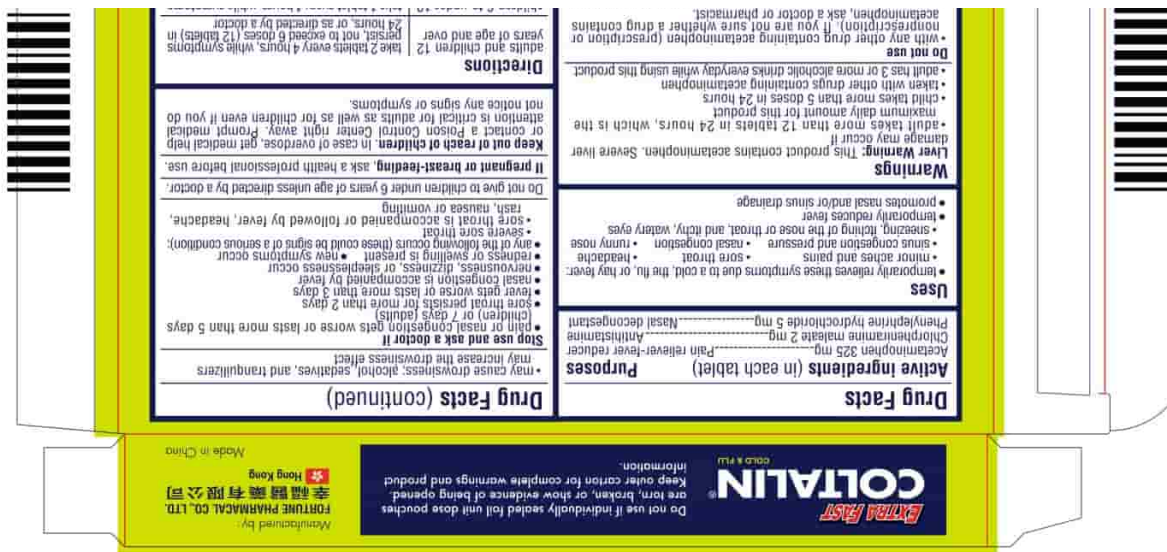 EXTRA FAST
COLTALIN®
COLD & FLU
Do not use if individually sealed foil unit dose pouches
are torn, broken, or show evidence of being opened.
Keep outer carton for complete warnings and product
information.
Manufactured by:
FORTUNE PHARMACAL CO., LTD.
幸福醫藥有限公司
Hong Kong
Made in China
Drug Facts
Active ingredients (in each tablet) Purposes
Acetaminophen 325 mg-----------------Pain reliever-fever reducer
Chlorpheniramine maleate 2 mg-----------------------Antihistamine
Phenylephrine hydrochloride 5 mg-----------------Nasal decongestant
Uses
● temporarily relieves these symptoms due to a cold, the flu, or hay fever:
• minor aches and pains • sore throat • headache
• sinus congestion and pressure • nasal congestion • runny nose
• sneezing, itching of the nose or throat, and itchy, watery eyes
● temporarily reduces fever
● promotes nasal and/or sinus drainage
Warnings
Liver Warning: This product contains acetaminophen. Severe liver
damage may occur if
• adult takes more than 12 tablets in 24 hours, which is the
maximum daily amount for this product
• child takes more than 5 doses in 24 hours
• taken with other drugs containing acetaminophen
• adult has 3 or more alcoholic drinks everyday while using this product
Do not use
• with any other drug containing acetaminophen (prescription or
nonprescription). If you are not sure whether a drug contains
acetaminophen, ask a doctor or pharmacist.
Drug Facts (continued)
• may cause drowsiness; alcohol, sedatives, and tranquilizers
may increase the drowsiness effect
Stop use and ask a doctor if
● pain or nasal congestion gets worse or lasts more than 5 days
(children) or 7 days (adults)
● sore throat persists for more than 2 days
● fever gets worse or lasts more than 3 days
● nasal congestion is accompanied by fever
● nervousness, dizziness, or sleeplessness occur
● redness or swelling is present ● new symptoms occur
● any of the following occurs (these could be signs of a serious condition):
• severe sore throat
• sore throat is accompanied or followed by fever, headache,
rash, nausea or vomiting
Do not give to children under 6 years of age unless directed by a doctor.
If pregnant or breast-feeding, ask a health professional before use.
Keep out of reach of children. In case of overdose, get medical help
or contact a Poison Control Center right away. Prompt medical
attention is critical for adults as well as for children even if you do
not notice any signs or symptoms.
Directions
adults and children 12 take 2 tablets every 4 hours, while symptoms
years of age and over persist, not to exceed 6 doses (12 tablets) in
24 hours, or as directed by a doctor